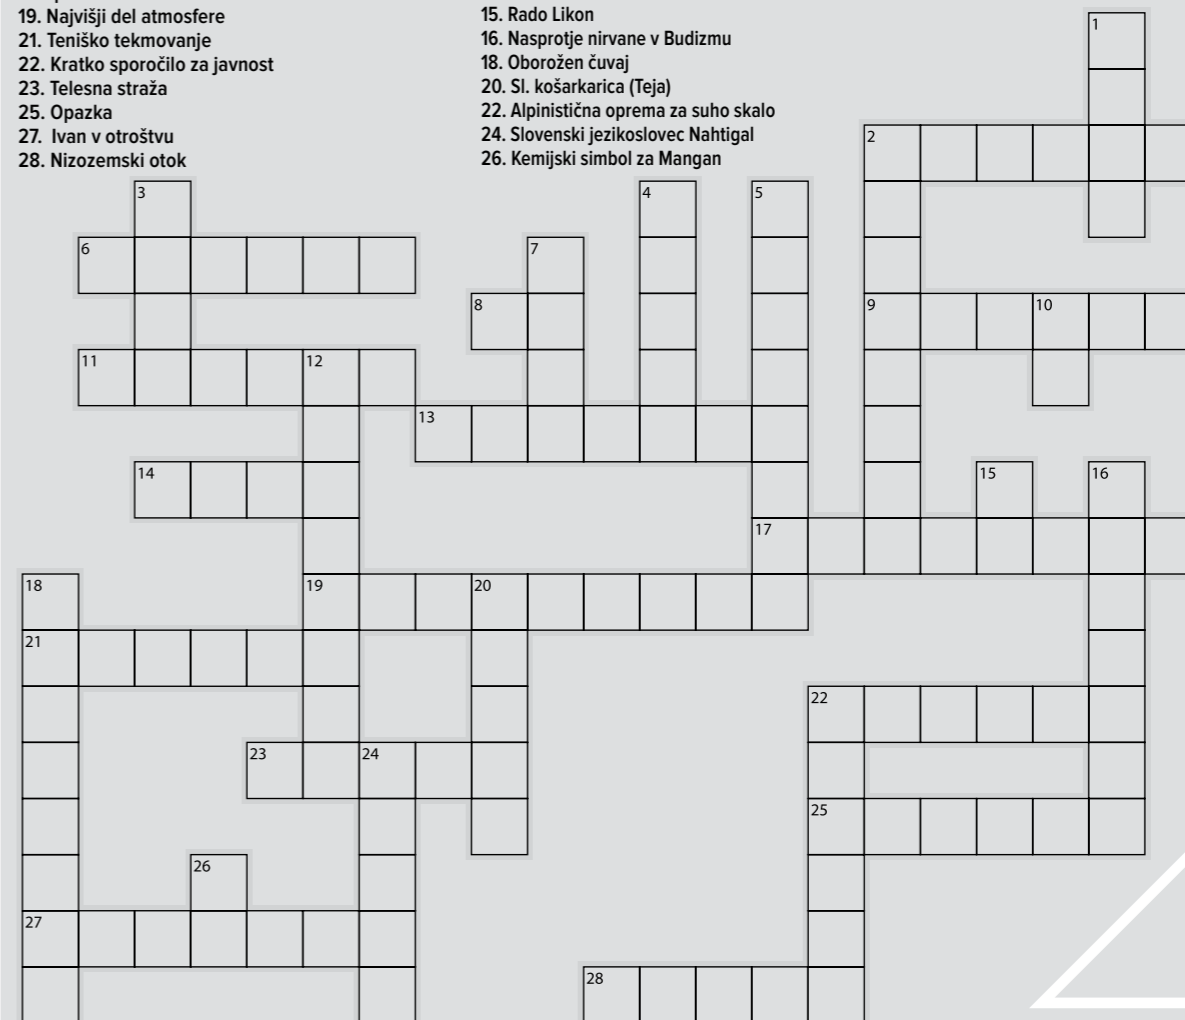 19. Najvišji del atmosfere
21. Teniško tekmovanje
22. Kratko sporočilo za javnost
23. Telesna straža
25. Opazka
27. Ivan v otroštvu
28. Nizozemski otok
15. Rado Likon
16. Nasprotje nirvane v Budizmu
18. Oborožen čuvaj
20. Sl. košarkarica (Teja)
22. Alpinistična oprema za suho skalo
24. Slovenski jezikoslovec Nahtigal
26. Kemijski simbol za Mangan
1
2
3 4 5
6 7
8 9 10
11 12
13
14 15 16
17
18 19 20
21
22
23 24
25
26
27
28